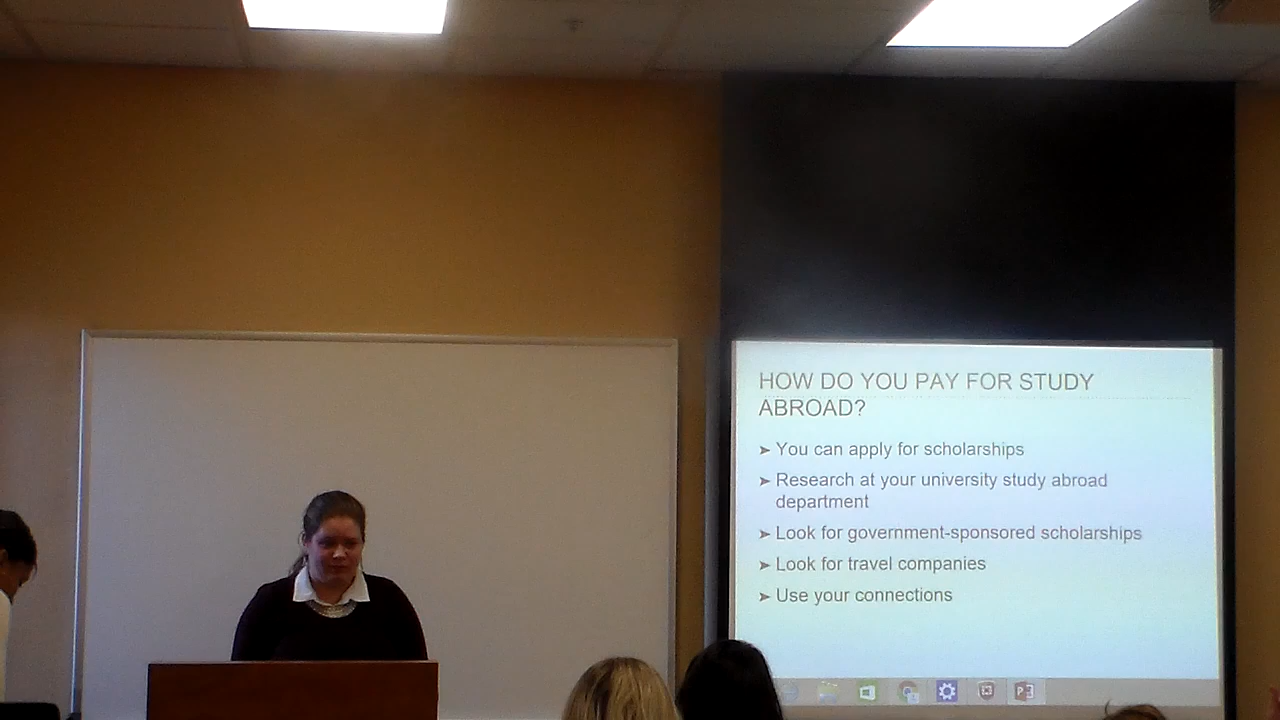 HOW DO YOU PAY FOR STUDY
ABROAD?
➤ You can apply for scholarships
➤ Research at your university study abroad
department
➤ Look for government-sponsored scholarships
➤ Look for travel companies
➤ Use your connections